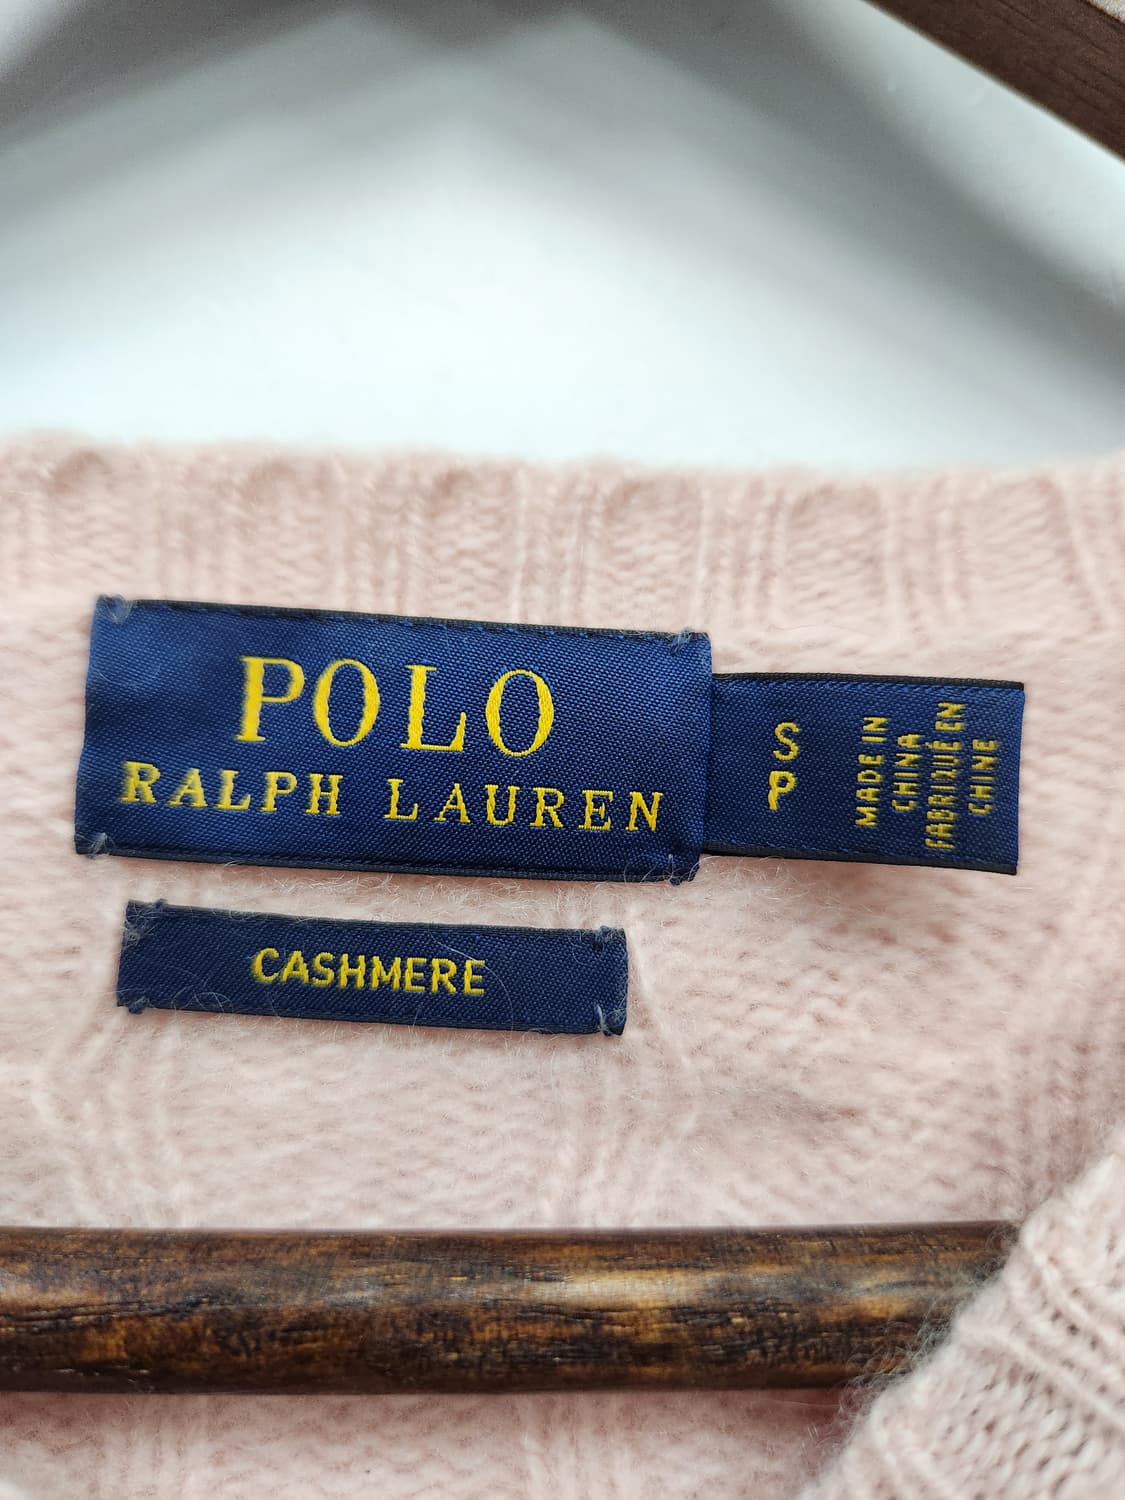 POLO
RALPH LAUREN
S
P
MADE IN
CHINA
FABRIQUÉ EN
CHINE
CASHMERE